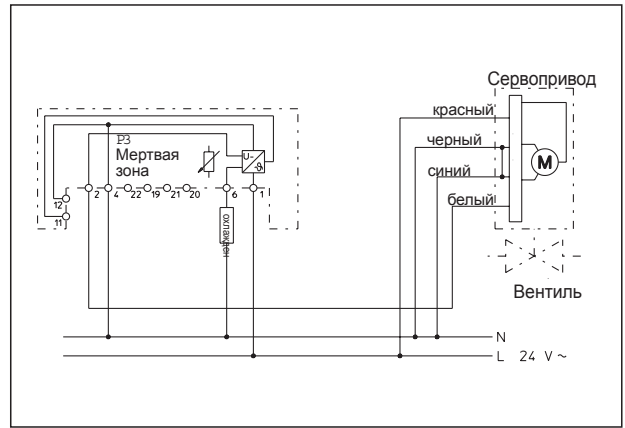 Сервопривод
красный
черный
синий
белый
M
Вентиль
P3
Мертвая
зона
U~
ϑ
12
11
2 4 22 19 21 20 6 1
охлажден
N
L 24 V ~